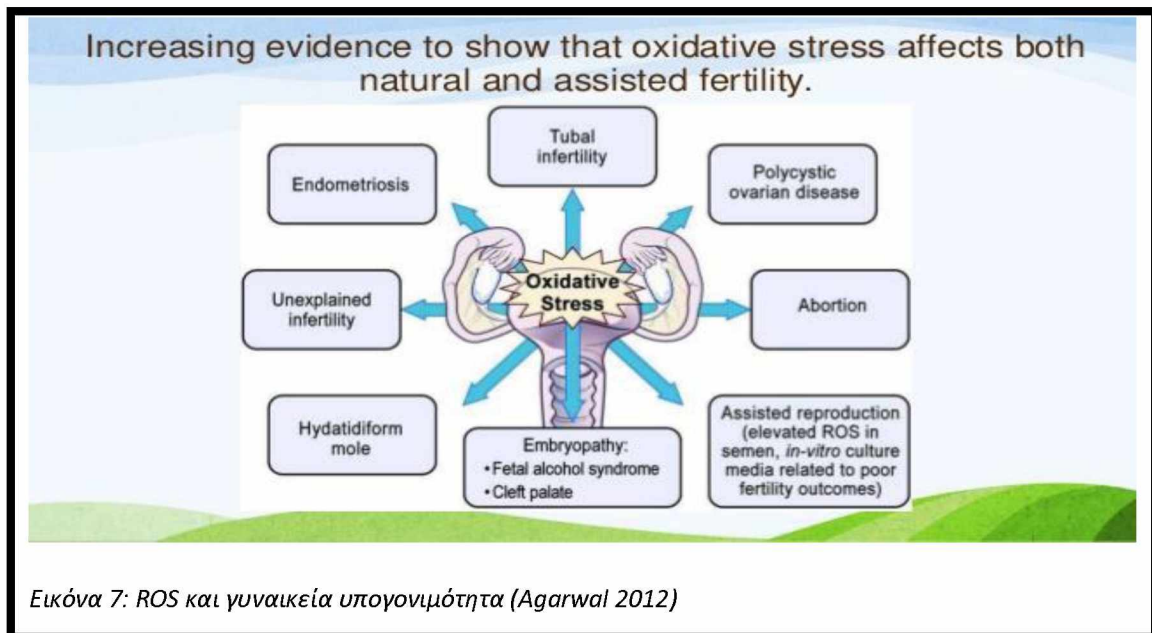 Increasing evidence to show that oxidative stress affects both
natural and assisted fertility.
Tubal
infertility
Endometriosis
Polycystic
ovarian disease
Oxidative
Stress
Unexplained
infertility
Abortion
Hydatidiform
mole
Embryopathy:
• Fetal alcohol syndrome
• Cleft palate
Assisted reproduction
(elevated ROS in
semen, in-vitro culture
media related to poor
fertility outcomes)
Εικόνα 7: ROS και γυναικεία υπογονιμότητα (Agarwal 2012)